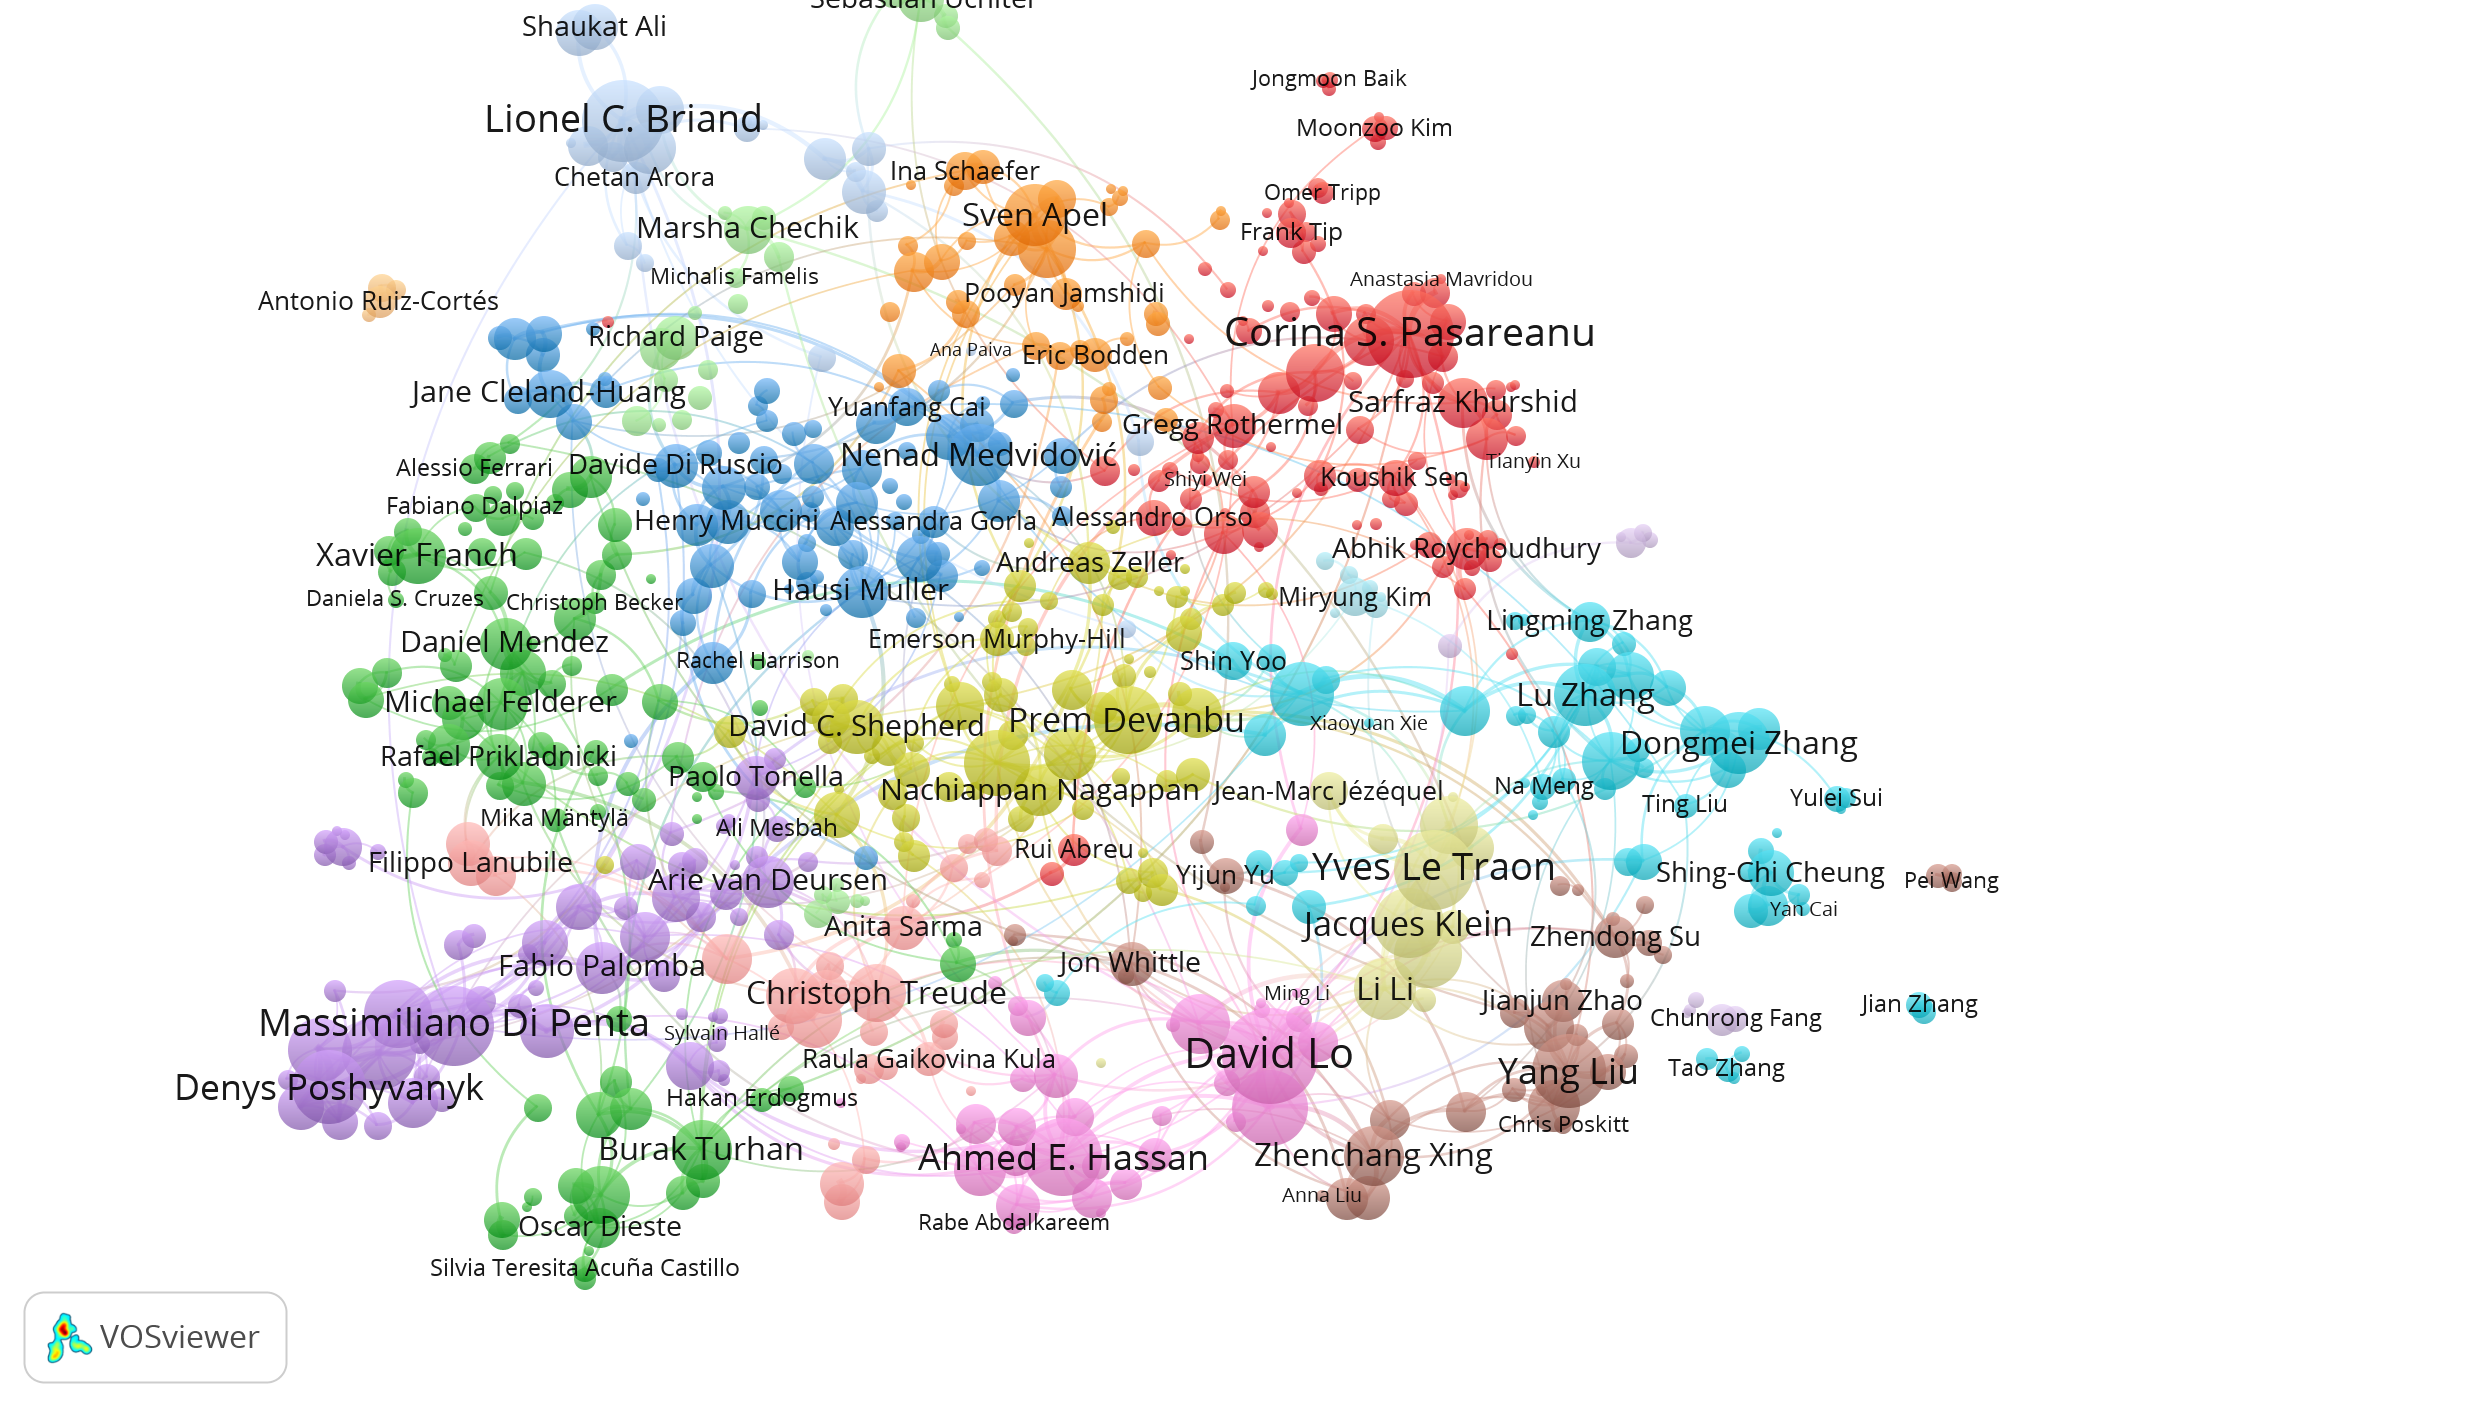 Sebastian Uchitel
Shaukat Ali
Jongmoon Baik
Lionel C. Briand
Moonzoo Kim
Ina Schaefer
Chetan Arora
Omer Tripp
Sven Apel
Marsha Chechik
Frank Tip
Michalis Famelis
Anastasia Mavridou
Pooyan Jamshidi
Antonio Ruiz-Cortés
Corina S. Pasareanu
Richard Paige
Ana Paiva
Eric Bodden
Jane Cleland-Huang
Yuanfang Cai
Sarfraz Khurshid
Gregg Rothermel
Nenad Medvidović
Alessio Ferrari
Davide Di Ruscio
Tianyin Xu
Shiyi Wei
Koushik Sen
Fabiano Dalpiaz
Henry Muccini
Alessandra Gorla
Alessandro Orso
Xavier Franch
Abhik Roychoudhury
Andreas Zeller
Hausi Muller
Daniela S. Cruzes
Christoph Becker
Miryung Kim
Lingming Zhang
Daniel Mendez
Emerson Murphy-Hill
Rachel Harrison
Shin Yoo
Michael Felderer
Lu Zhang
David C. Shepherd
Prem Devanbu
Xiaoyuan Xie
Dongmei Zhang
Rafael Prikladnicki
Paolo Tonella
Nachiappan Nagappan
Jean-Marc Jézéquel
Na Meng
Ting Liu
Yulei Sui
Mika Mäntylä
Ali Mesbah
Rui Abreu
Filippo Lanubile
Arie van Deursen
Yijun Yu
Yves Le Traon
Shing-Chi Cheung
Pei Wang
Yan Cai
Anita Sarma
Jacques Klein
Zhendong Su
Fabio Palomba
Jon Whittle
Christoph Treude
Ming Li
Li Li
Jianjun Zhao
Jian Zhang
Massimiliano Di Penta
Sylvain Hallé
Chunrong Fang
Raula Gaikovina Kula
David Lo
Yang Liu
Tao Zhang
Denys Poshyvanyk
Hakan Erdogmus
Chris Poskitt
Burak Turhan
Ahmed E. Hassan
Zhenchang Xing
Anna Liu
Oscar Dieste
Rabe Abdalkareem
Silvia Teresita Acuña Castillo
VOSviewer